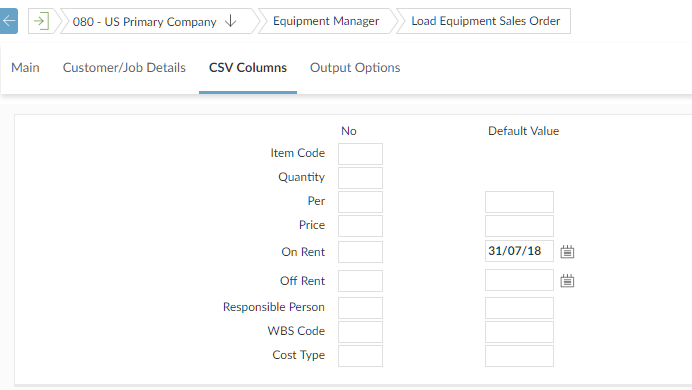 080 - US Primary Company Equipment Manager Load Equipment Sales Order
Main Customer/Job Details CSV Columns Output Options
No Default Value
Item Code
Quantity
Per
Price
On Rent 31/07/18
Off Rent
Responsible Person
WBS Code
Cost Type